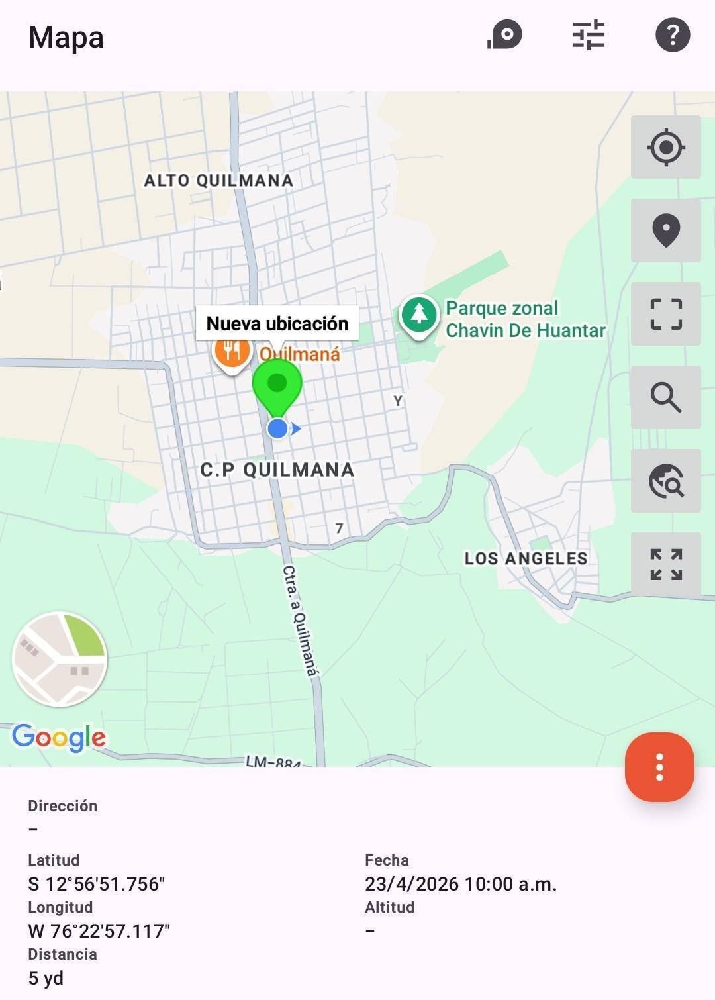 Mapa
ALTO QUILMANA
Parque zonal
Chavin De Huantar
Nueva ubicación
Quilmaná
Y
C.P QUILMANA
7
LOS ANGELES
Ctra. a Quilmaná
Google
LM-884
Dirección
–
Latitud
S 12°56'51.756"
Longitud
W 76°22'57.117"
Distancia
5 yd
Fecha
23/4/2026 10:00 a.m.
Altitud
–